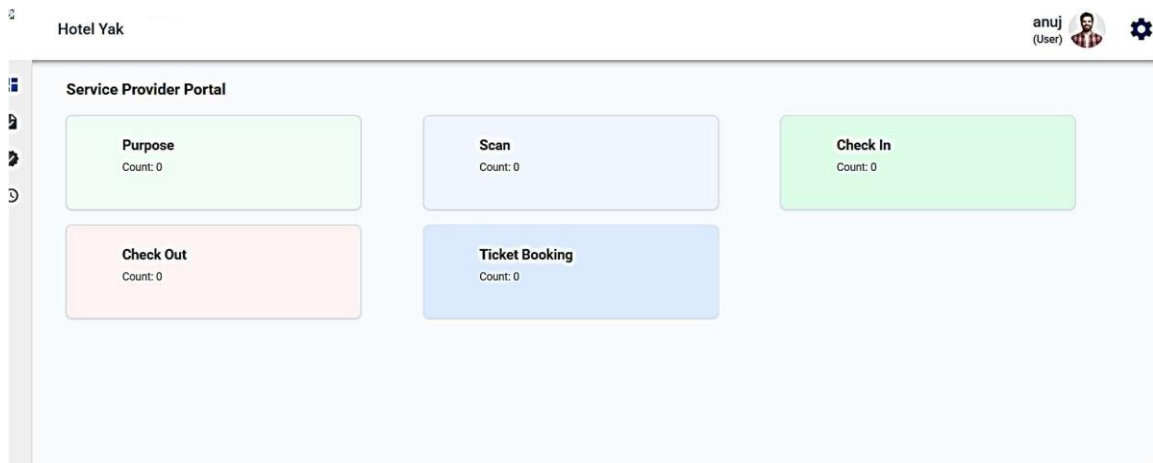 Hotel Yak
anuj
(User)
Service Provider Portal
Purpose
Count: 0
Scan
Count: 0
Check In
Count: 0
Check Out
Count: 0
Ticket Booking
Count: 0